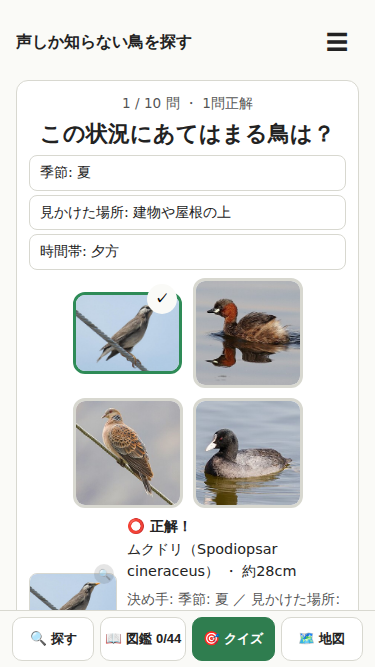 声しか知らない鳥を探す
1 / 10 問 ・ 1問正解
この状況にあてはまる鳥は？
季節: 夏
見かけた場所: 建物や屋根の上
時間帯: 夕方
✓
⭕ 正解！
ムクドリ（Spodiopsar
cineraceus） ・ 約28cm
決め手: 季節: 夏 ／ 見かけた場所:
🔍 探す
📖 図鑑 0/44
🎯 クイズ
🗺️ 地図